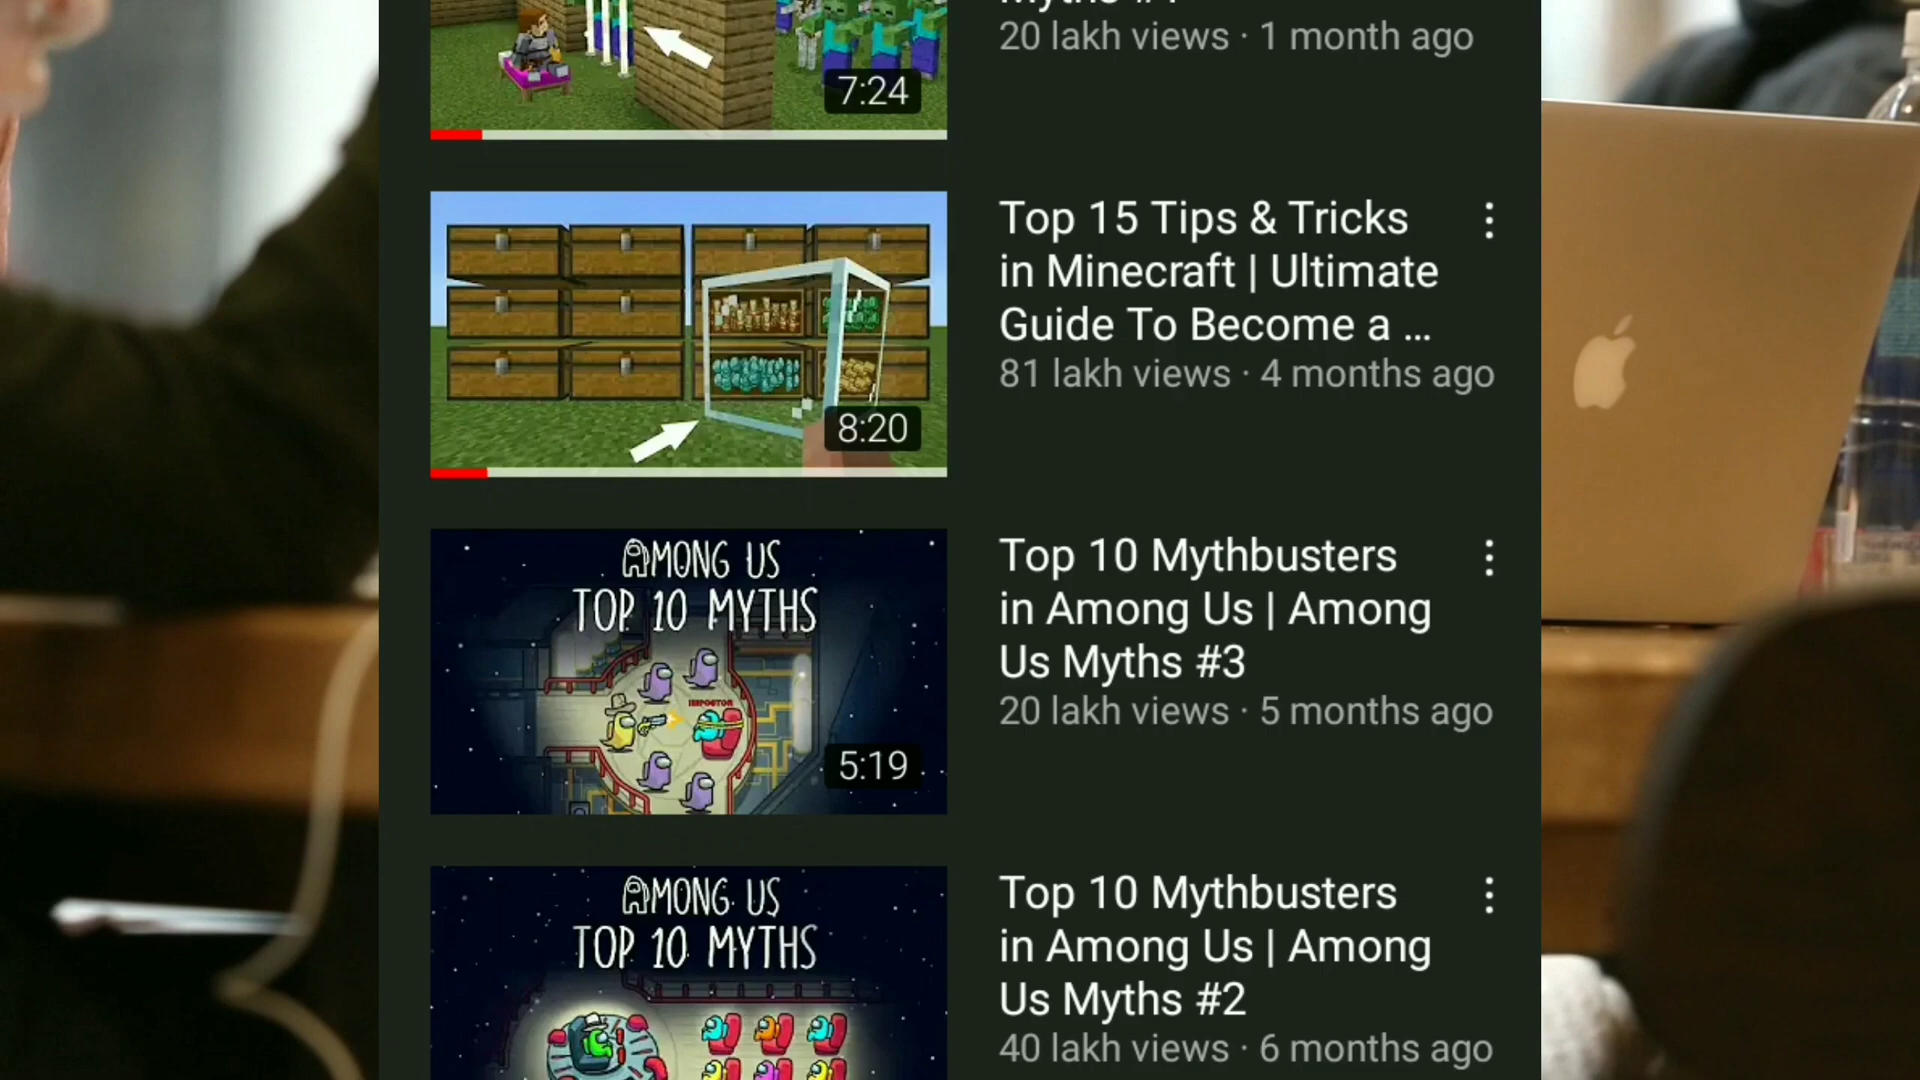 20 lakh views · 1 month ago
7:24
Top 15 Tips & Tricks
in Minecraft | Ultimate
Guide To Become a ...
81 lakh views · 4 months ago
8:20
AMONG US
TOP 10 MYTHS
IMPOSTOR
5:19
Top 10 Mythbusters
in Among Us | Among
Us Myths #3
20 lakh views · 5 months ago
AMONG US
TOP 10 MYTHS
Top 10 Mythbusters
in Among Us | Among
Us Myths #2
40 lakh views · 6 months ago